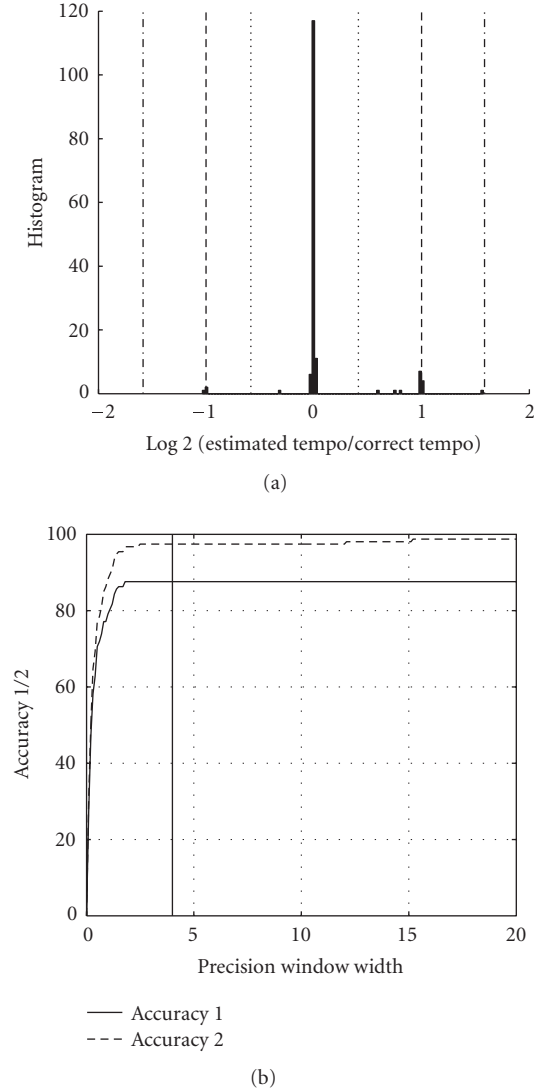 120
100
80
60
40
20
0
Histogram
−2 −1 0 1 2
Log 2 (estimated tempo/correct tempo)
(a)
100
80
60
40
20
0
Accuracy 1/2
0 5 10 15 20
Precision window width
Accuracy 1
Accuracy 2
(b)